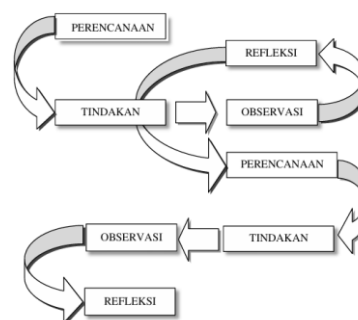 PERENCANAAN
REFLEKSI
TINDAKAN
OBSERVASI
PERENCANAAN
OBSERVASI
TINDAKAN
REFLEKSI